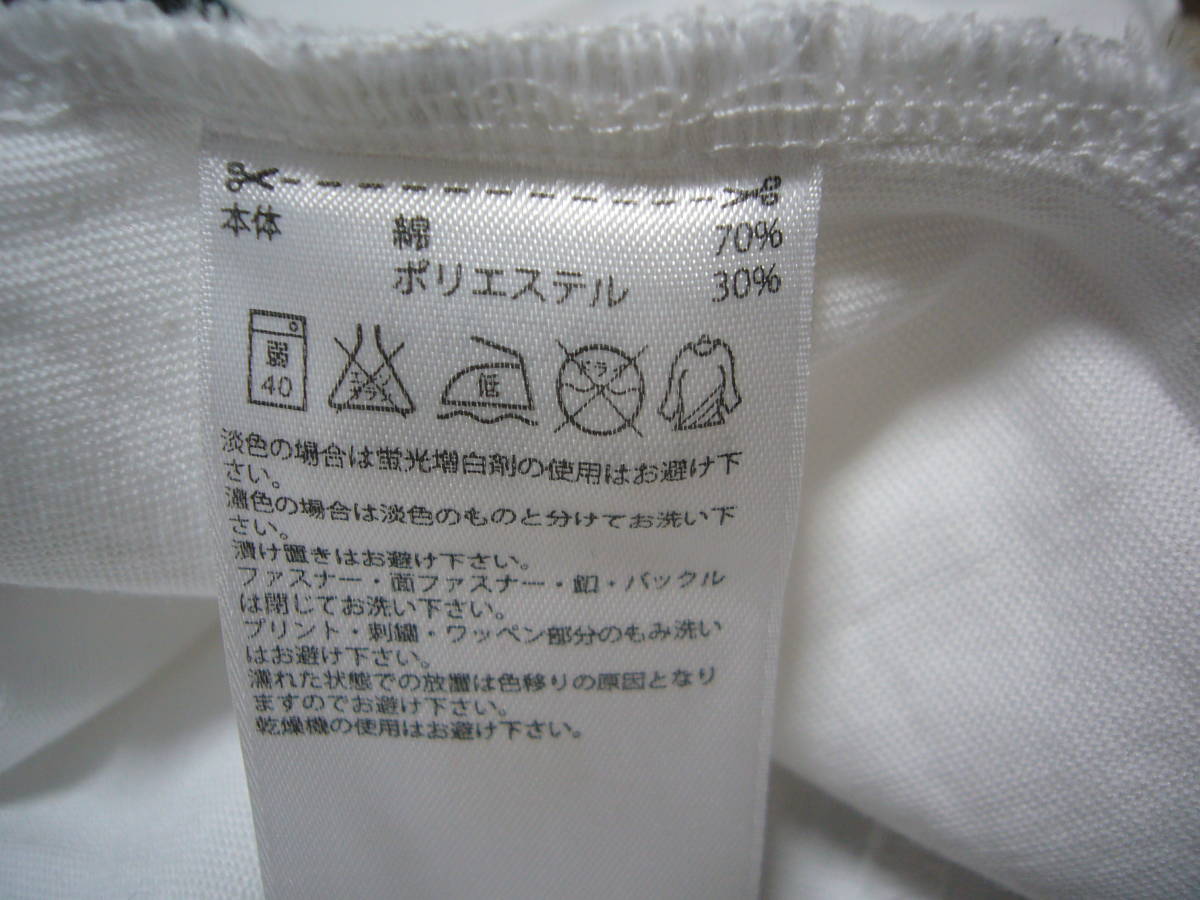 本体 綿 70%
ポリエステル 30%
弱 40
エンソ サラシ 低 ドライ
淡色の場合は蛍光増白剤の使用はお避け下
さい。
濃色の場合は淡色のものと分けてお洗い下
さい。
漬け置きはお避け下さい。
ファスナー・面ファスナー・釦・バックル
は閉じてお洗い下さい。
プリント・刺繍・ワッペン部分のもみ洗い
はお避け下さい。
濡れた状態での放置は色移りの原因となり
ますのでお避け下さい。
乾燥機の使用はお避け下さい。